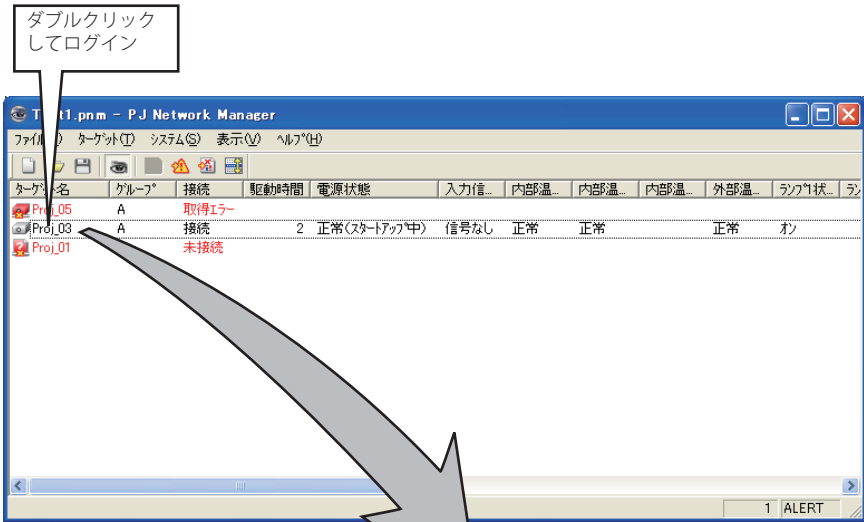 ダブルクリック
してログイン
T t1.pnm - PJ Network Manager
ファイル ) ターゲット(T) システム(S) 表示(V) ヘルプ(H)
ターゲット名 グループ 接続 駆動時間 電源状態 入力信... 内部温... 内部温... 内部温... 外部温... ランプ1状... ラン
Proj_05 A 取得エラー
Proj_03 A 接続 2 正常(スタートアップ中) 信号なし 正常 正常 正常 オン
Proj_01 未接続
1 ALERT